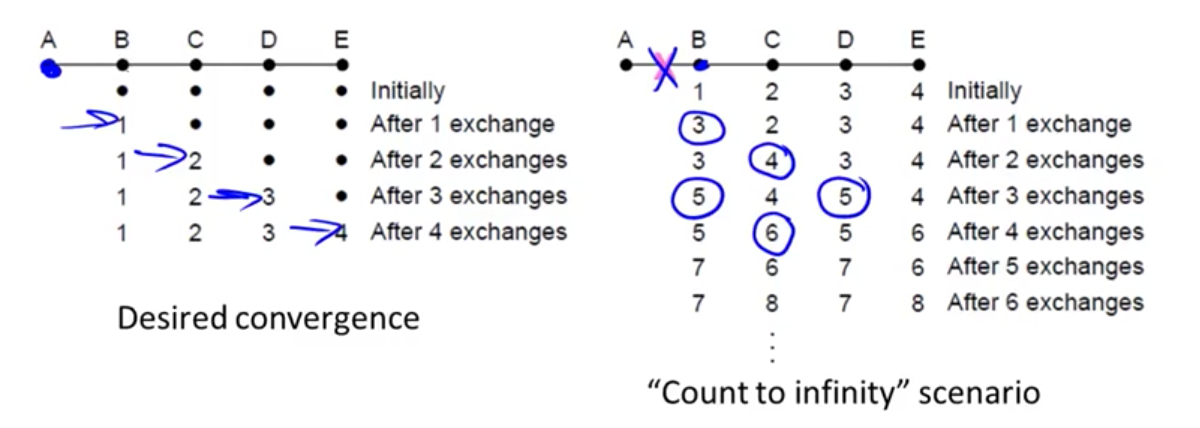 A B C D E
• • • • Initially
1 • • • After 1 exchange
1 2 • • After 2 exchanges
1 2 3 • After 3 exchanges
1 2 3 4 After 4 exchanges
Desired convergence
A B C D E
X
1 2 3 4 Initially
3 2 3 4 After 1 exchange
3 4 3 4 After 2 exchanges
5 4 5 4 After 3 exchanges
5 6 5 6 After 4 exchanges
7 6 7 6 After 5 exchanges
7 8 7 8 After 6 exchanges
⋮
“Count to infinity” scenario